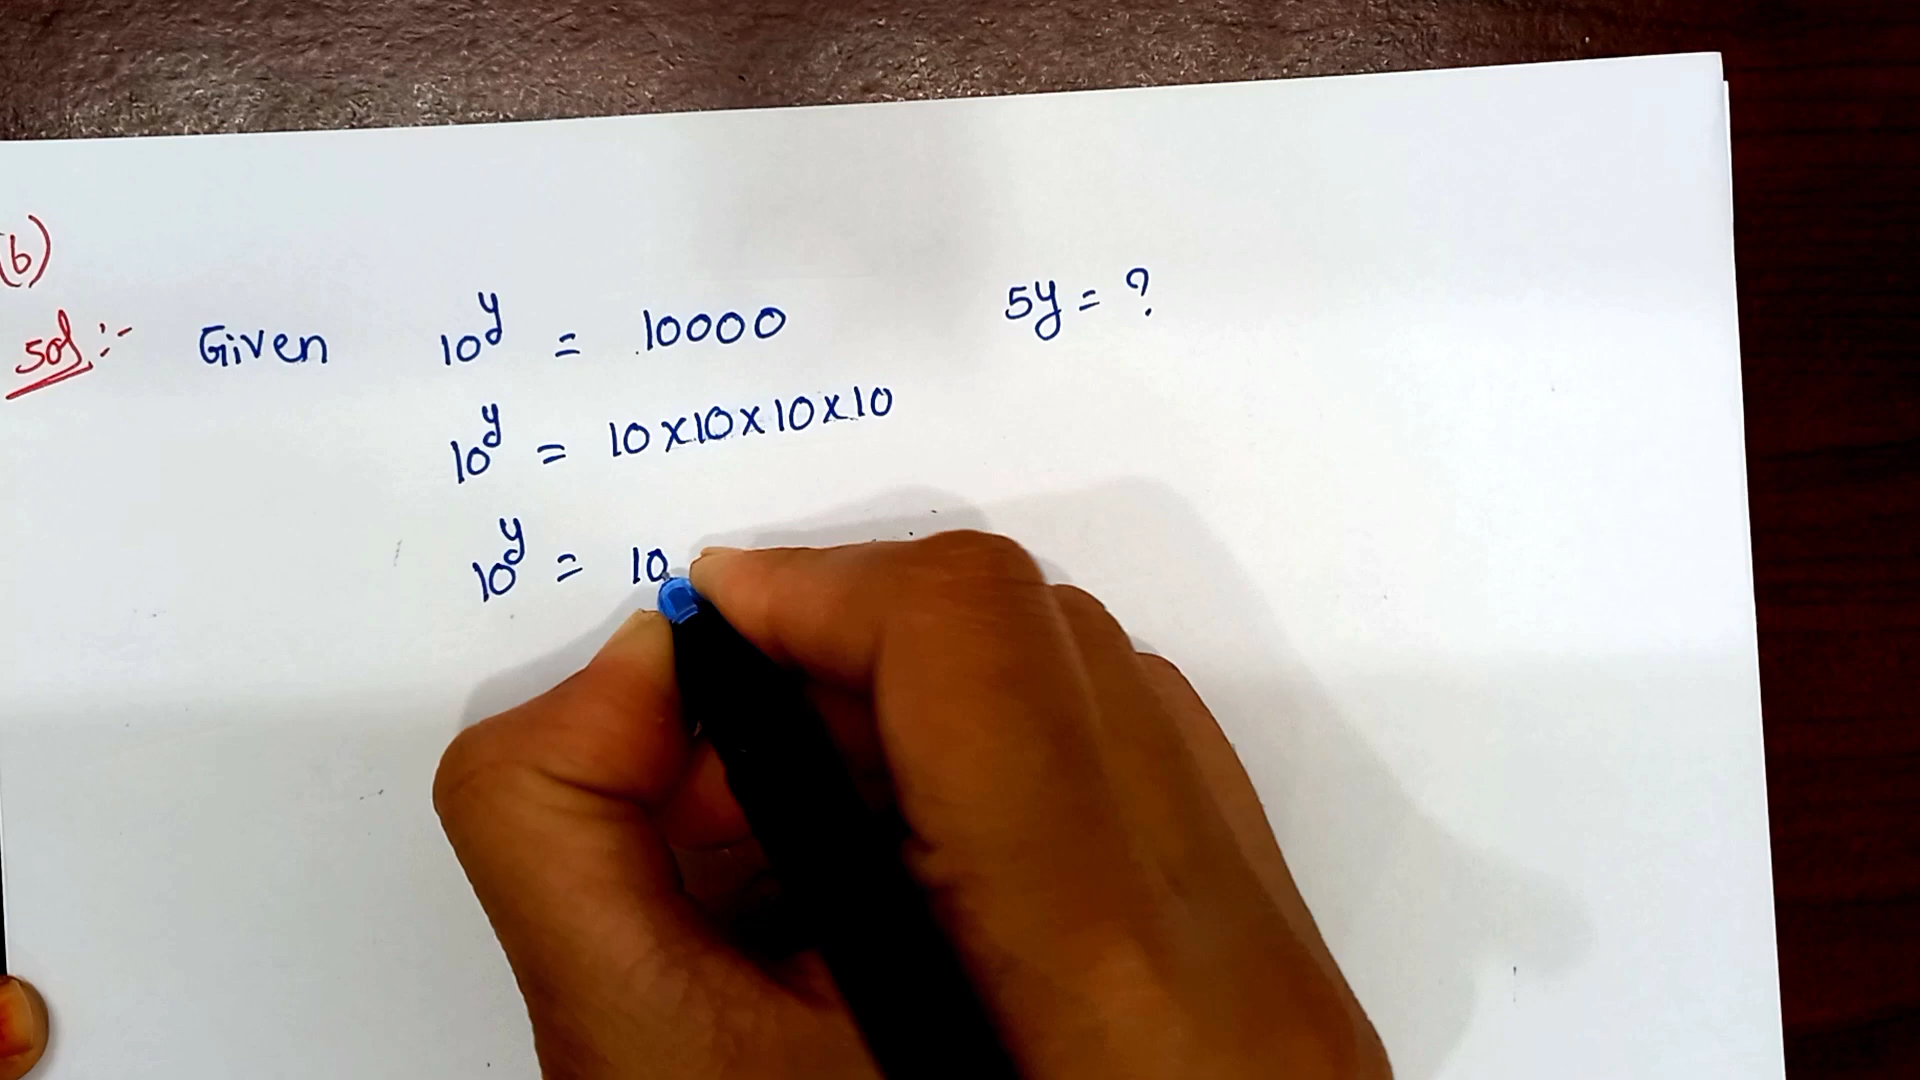 (b)
Sol:- Given 10^y = 10000 5y = ?
10^y = 10×10×10×10
10^y = 10